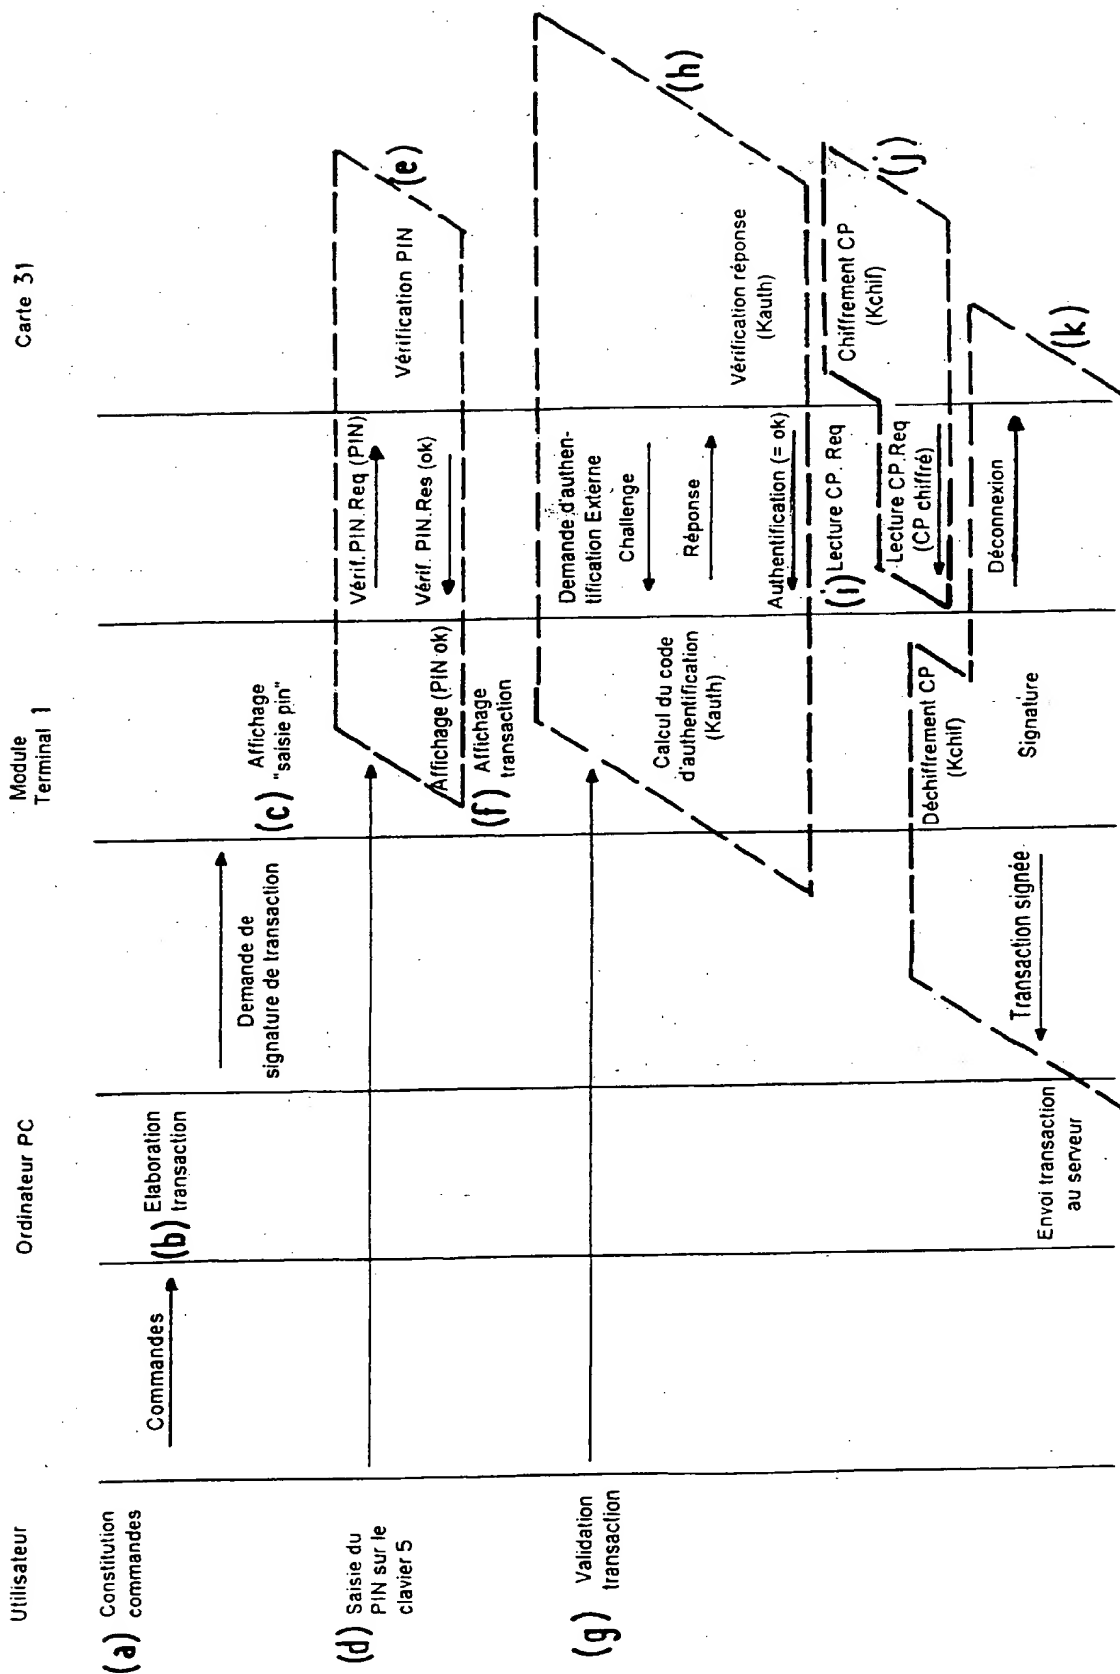 Utilisateur
Ordinateur PC
Module
Terminal 1
Carte 31
(a) Constitution
commandes
Commandes
(b) Elaboration
transaction
Demande de
signature de transaction
(c) Affichage
"saisie pin"
(d) Saisie du
PIN sur le
clavier 5
Vérif. PIN.Req (PIN)
Vérification PIN
(e)
Vérif. PIN.Res (ok)
Affichage (PIN ok)
(f) Affichage
transaction
(g) Validation
transaction
Demande d'authen-
tification Externe
Challenge
Calcul du code
d'authentification
(Kauth)
Réponse
Vérification réponse
(Kauth)
(h)
Authentification (= ok)
(i) Lecture CP. Req
Chiffrement CP
(Kchif)
(j)
Lecture CP.Req
(CP chiffré)
Déchiffrement CP
(Kchif)
Déconnexion
(k)
Signature
Transaction signée
Envoi transaction
au serveur